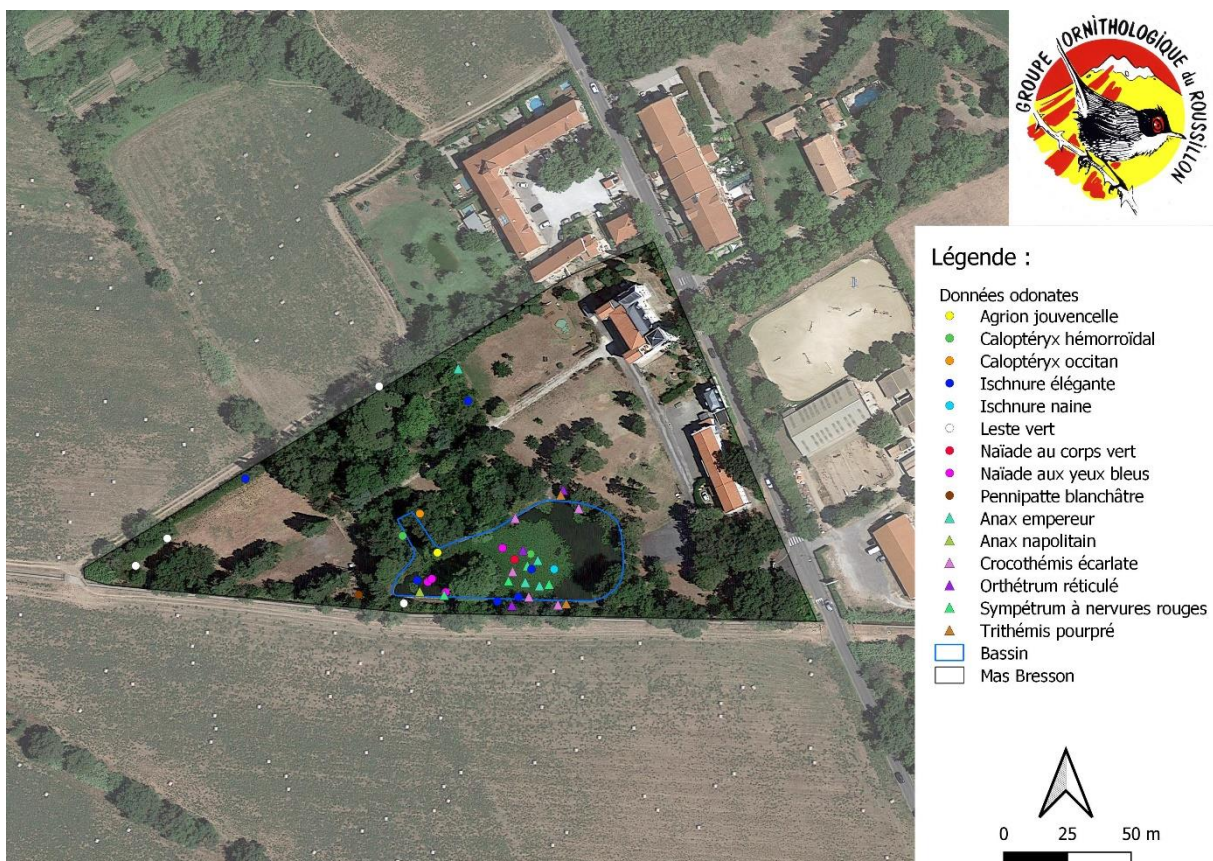 GROUPE ORNITHOLOGIQUE du ROUSSILLON
Légende :
Données odonates
Agrion jouvencelle
Caloptéryx hémorroïdal
Caloptéryx occitan
Ischnure élégante
Ischnure naine
Leste vert
Naïade au corps vert
Naïade aux yeux bleus
Pennipatte blanchâtre
Anax empereur
Anax napolitain
Crocothémis écarlate
Orthétrum réticulé
Sympétrum à nervures rouges
Trithémis pourpré
Bassin
Mas Bresson
0 25 50 m